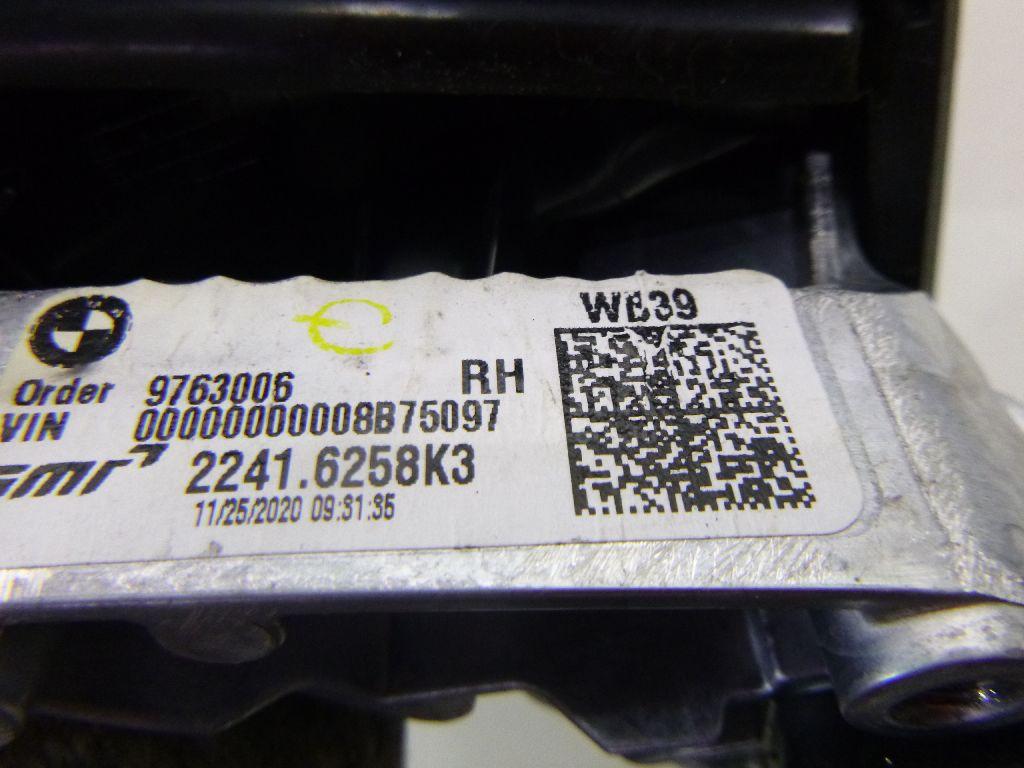 WB39
Order 9763006 RH
VIN 00000000008B75097
smr
2241.6258K3
11/25/2020 09:31:35